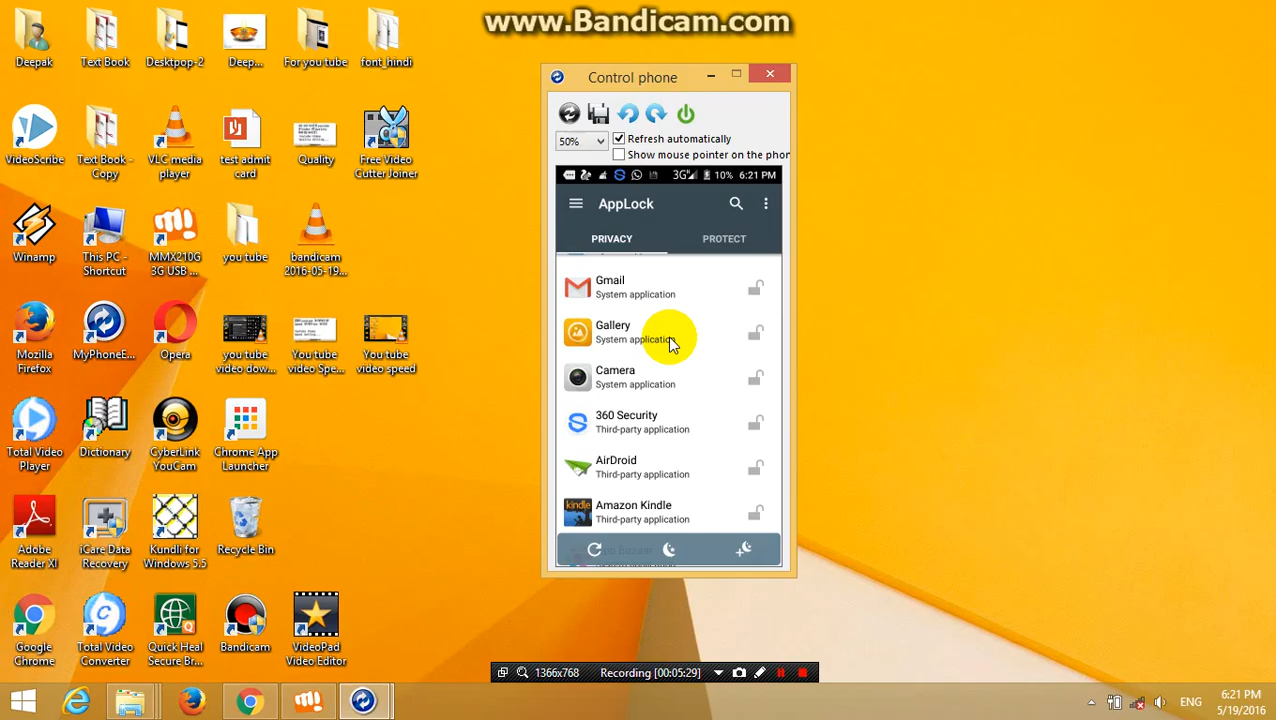 www.Bandicam.com
Deepak
Text Book
Desktpop-2
Deep...
For you tube
font_hindi
VideoScribe
Text Book - Copy
VLC media player
test admit card
Quality
Free Video Cutter Joiner
Winamp
This PC - Shortcut
MMX210G 3G USB ...
you tube
bandicam 2016-05-19...
Mozilla Firefox
MyPhoneE...
Opera
you tube video dow...
You tube video Spe...
You tube video speed
Total Video Player
Dictionary
CyberLink YouCam
Chrome App Launcher
Adobe Reader XI
iCare Data Recovery
Kundli for Windows 5.5
Recycle Bin
Google Chrome
Total Video Converter
Quick Heal Secure Br...
Bandicam
VideoPad Video Editor
Control phone
50%
Refresh automatically
Show mouse pointer on the phon
3G 10% 6:21 PM
AppLock
PRIVACY PROTECT
Gmail
System application
Gallery
System application
Camera
System application
360 Security
Third-party application
AirDroid
Third-party application
kindle
Amazon Kindle
Third-party application
App Bazaar
1366x768 Recording [00:05:29]
ENG
6:21 PM
5/19/2016